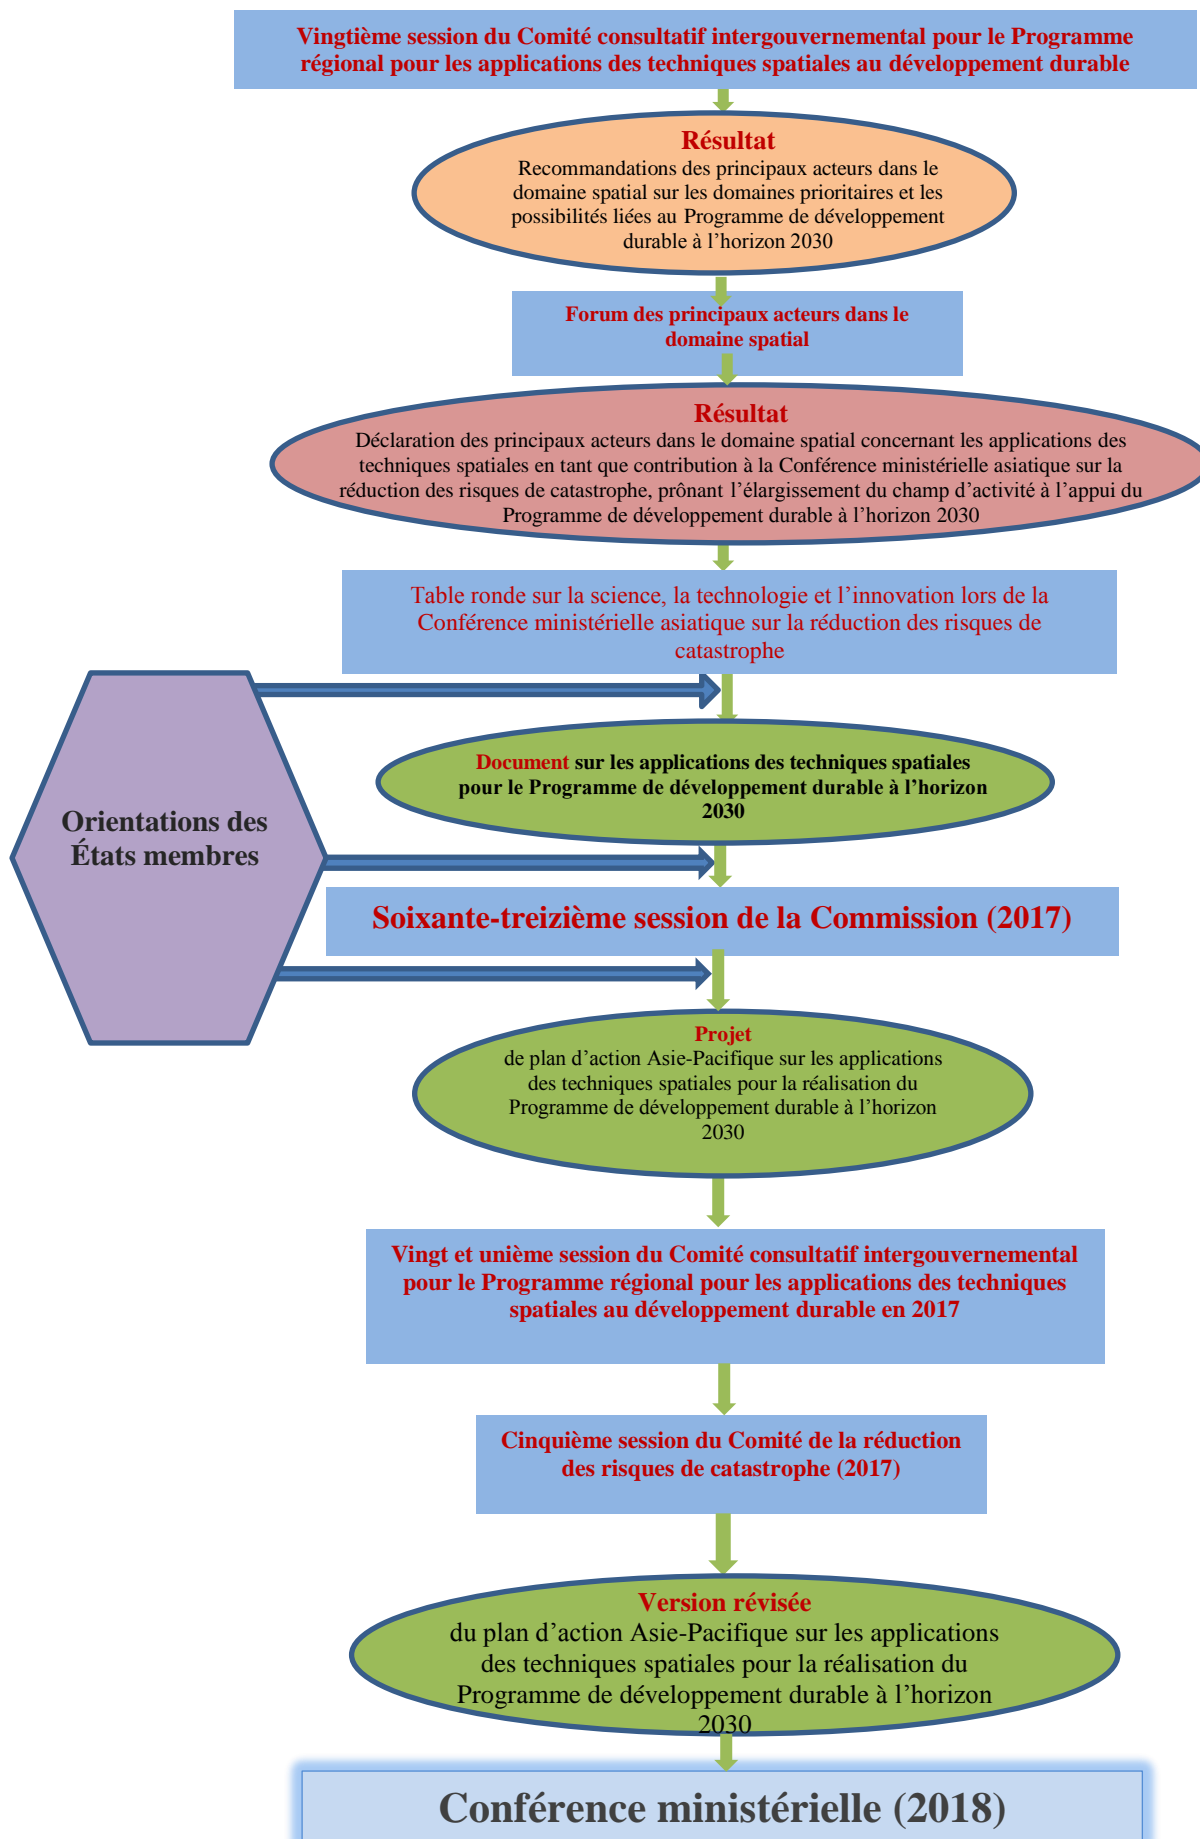 Vingtième session du Comité consultatif intergouvernemental pour le Programme
régional pour les applications des techniques spatiales au développement durable
Résultat
Recommandations des principaux acteurs dans le
domaine spatial sur les domaines prioritaires et les
possibilités liées au Programme de développement
durable à l’horizon 2030
Forum des principaux acteurs dans le
domaine spatial
Résultat
Déclaration des principaux acteurs dans le domaine spatial concernant les applications des
techniques spatiales en tant que contribution à la Conférence ministérielle asiatique sur la
réduction des risques de catastrophe, prônant l’élargissement du champ d’activité à l’appui du
Programme de développement durable à l’horizon 2030
Table ronde sur la science, la technologie et l’innovation lors de la
Conférence ministérielle asiatique sur la réduction des risques de
catastrophe
Document sur les applications des techniques spatiales
pour le Programme de développement durable à l’horizon
2030
Orientations des
États membres
Soixante-treizième session de la Commission (2017)
Projet
de plan d’action Asie-Pacifique sur les applications
des techniques spatiales pour la réalisation du
Programme de développement durable à l’horizon
2030
Vingt et unième session du Comité consultatif intergouvernemental
pour le Programme régional pour les applications des techniques
spatiales au développement durable en 2017
Cinquième session du Comité de la réduction
des risques de catastrophe (2017)
Version révisée
du plan d’action Asie-Pacifique sur les applications
des techniques spatiales pour la réalisation du
Programme de développement durable à l’horizon
2030
Conférence ministérielle (2018)